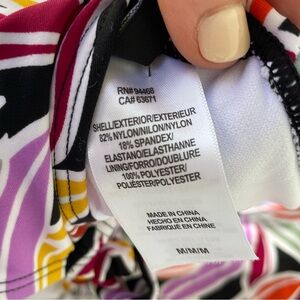 RN# 94468
CA# 63671
SHELL/EXTERIOR/EXTERIEUR
82% NYLON/NILON/NYLON
18% SPANDEX/
ELASTANO/ELASTHANNE
LINING/FORRO/DOUBLURE
100% POLYESTER/
POLIÉSTER/POLYESTER
MADE IN CHINA
HECHO EN CHINA
FABRIQUE EN CHINE
M/M/M